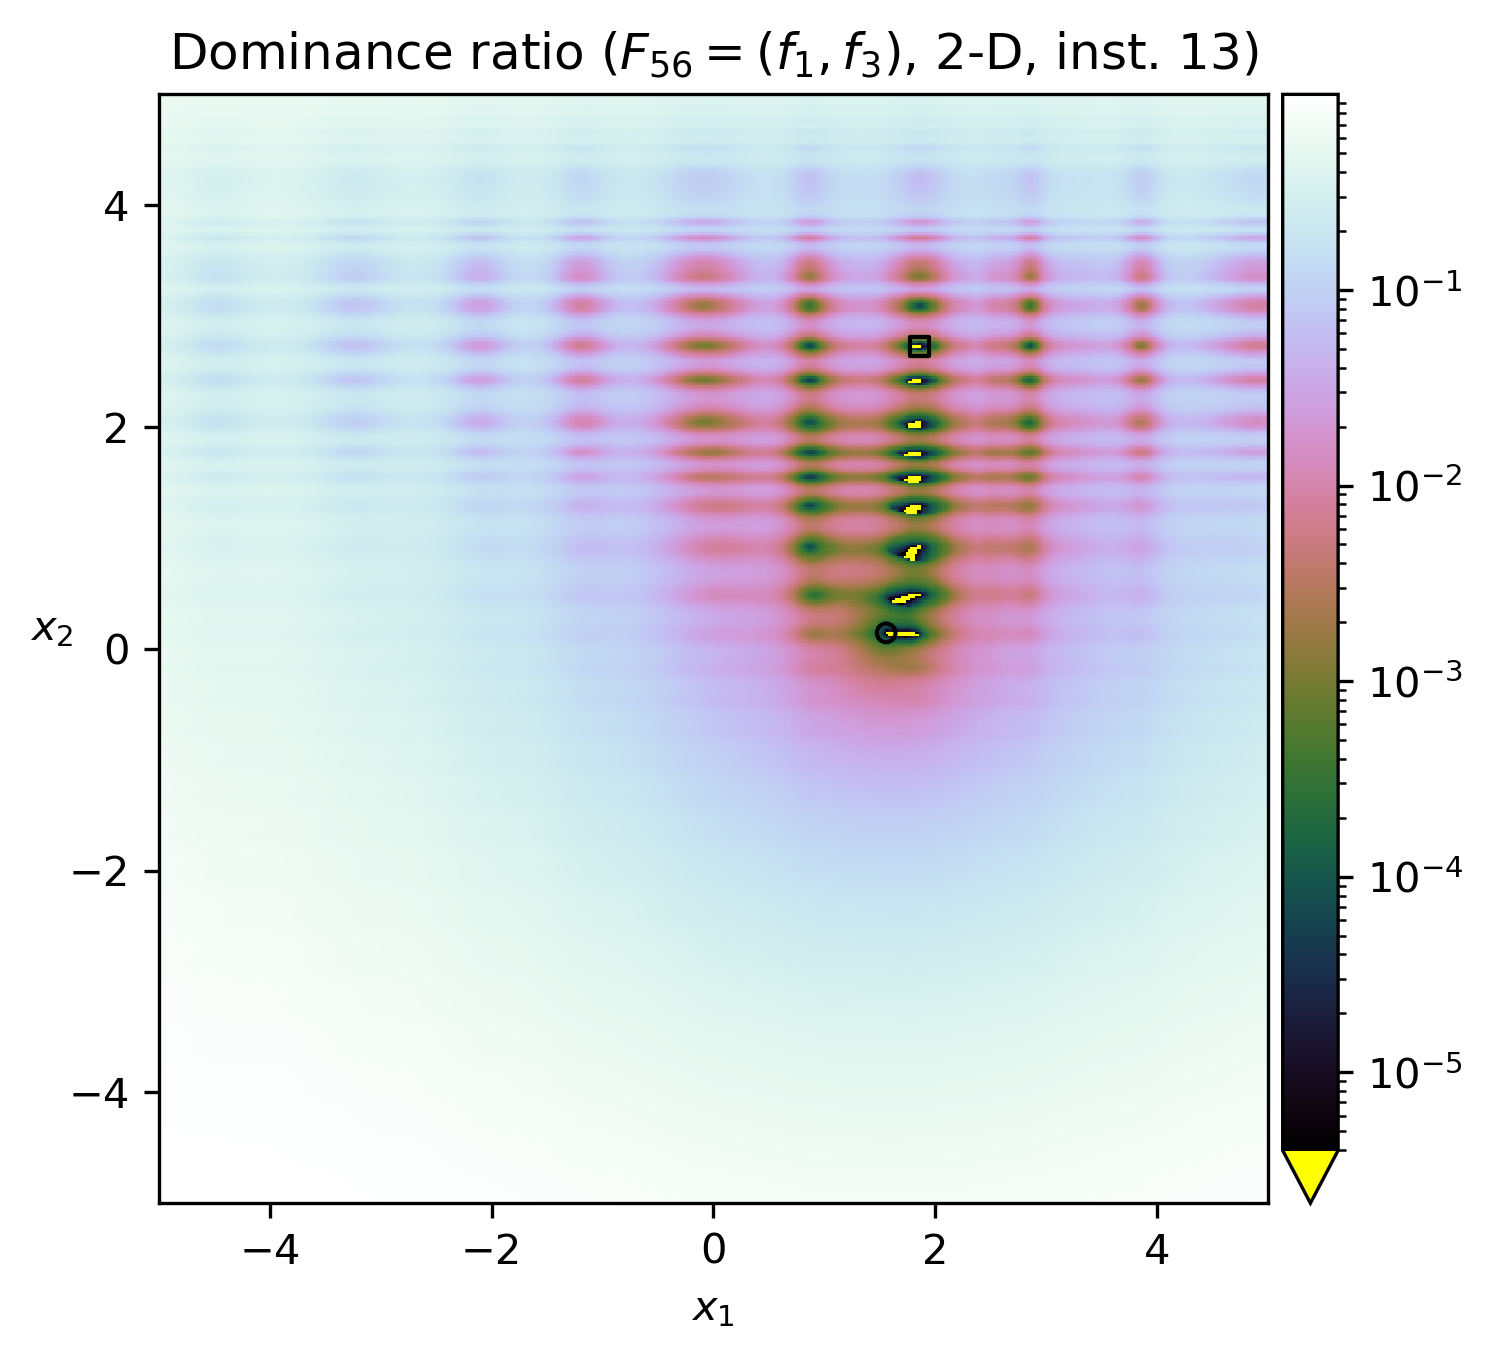 Dominance ratio (F₅₆ = (f₁, f₃), 2-D, inst. 13)
4
2
0
−2
−4
x₂
−4 −2 0 2 4
x₁
10⁻¹
10⁻²
10⁻³
10⁻⁴
10⁻⁵